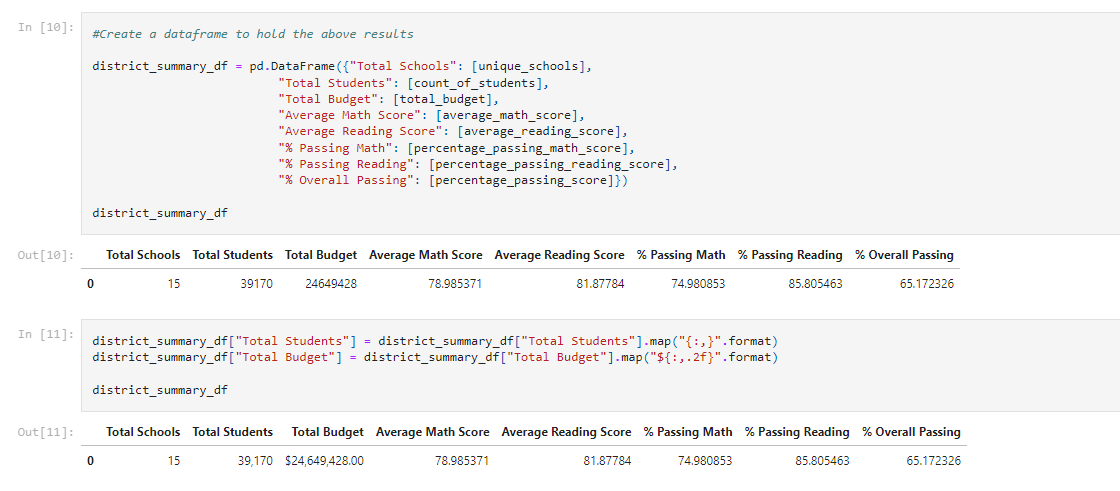 In [10]:
#Create a dataframe to hold the above results
district_summary_df = pd.DataFrame({"Total Schools": [unique_schools],
"Total Students": [count_of_students],
"Total Budget": [total_budget],
"Average Math Score": [average_math_score],
"Average Reading Score": [average_reading_score],
"% Passing Math": [percentage_passing_math_score],
"% Passing Reading": [percentage_passing_reading_score],
"% Overall Passing": [percentage_passing_score]})
district_summary_df
Out[10]:
Total Schools Total Students Total Budget Average Math Score Average Reading Score % Passing Math % Passing Reading % Overall Passing
0 15 39170 24649428 78.985371 81.87784 74.980853 85.805463 65.172326
In [11]:
district_summary_df["Total Students"] = district_summary_df["Total Students"].map("{:,}".format)
district_summary_df["Total Budget"] = district_summary_df["Total Budget"].map("${:,.2f}".format)
district_summary_df
Out[11]:
Total Schools Total Students Total Budget Average Math Score Average Reading Score % Passing Math % Passing Reading % Overall Passing
0 15 39,170 $24,649,428.00 78.985371 81.87784 74.980853 85.805463 65.172326